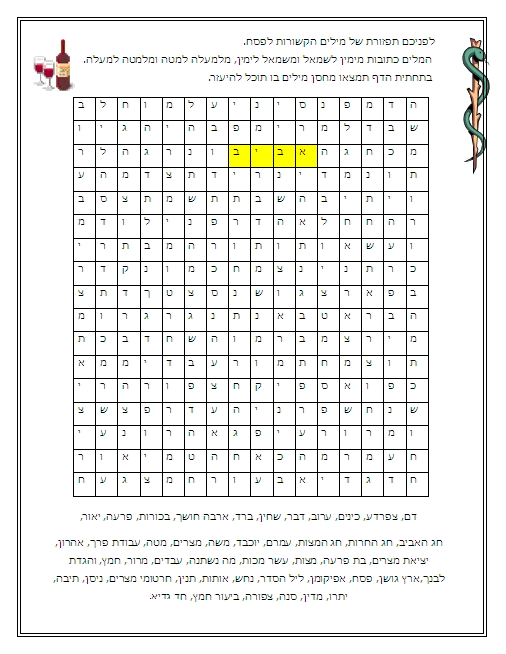 לפניכם תפזורת של מילים הקשורות לפסח.
המלים כתובות מימין לשמאל ומשמאל לימין, מלמעלה למטה ומלמטה למעלה.
בתחתית הדף תמצאו מחסן מילים בו תוכל להיעזר.
ה ד מ פ נ ס י נ י ע ל מ ו ח ל ב
ש ב ד ל מ ר י מ פ ב ה י ה ג י ו
מ כ ח ג ה א ב י ב ו נ ר ג ה ל ר
ת ו נ מ ד י נ ר י ד ת צ ד מ ה ע
ו י ת י ב ה ש ב ת ת ש מ ת צ ס ב
ר ה ח ח ל א ה ד ר פ נ י ל ו ד מ
ו ע ש א ו ת ו ת ו ר ה מ ב ת ר י
כ ר ת נ י נ צ מ ח כ מ ו נ ק ד ר
ב פ א ר צ ג ו ש נ ס צ ט ך ד ת צ
ה ב ר א ט ב א נ ת נ ג ר ג ר ו מ
מ י ר צ מ ב ר מ ו ה ש ח ד ב כ ת
ת ו צ מ ח ת מ ו ר ע ב ד י מ מ א
כ פ ו א ס פ י ק ח צ פ ו ר ה ר י
ש נ ח ש פ ר נ י ה ע ד ר פ צ ש צ
ו מ ר ו ר ע י פ ג א ה ר ו נ ע י
ח ע מ ר מ ה כ א ח ה ט מ י א ו ר
ח ד ג ד י א ב ע ו ר ח מ צ ג ע ח
דם, צפרדע, כינים, ערוב, דבר, שחין, ברד, ארבה חושך, בכורות, פרעה, יאור,
חג האביב, חג החרות, חג המצות, עמרם, יוכבד, משה, מצרים, מטה, עבודת פרך, אהרון,
יציאת מצרים, בת פרעה, מצות, עשר מכות, מה נשתנה, עבדים, מרור, חמץ, והגדת
לבנך,ארץ גושן, פסח, אפיקומן, ליל הסדר, נחש, אותות, תנין, חרטומי מצרים, ניסן, תיבה,
יתרו, מדין, סנה, צפורה, ביעור חמץ, חד גדיא.